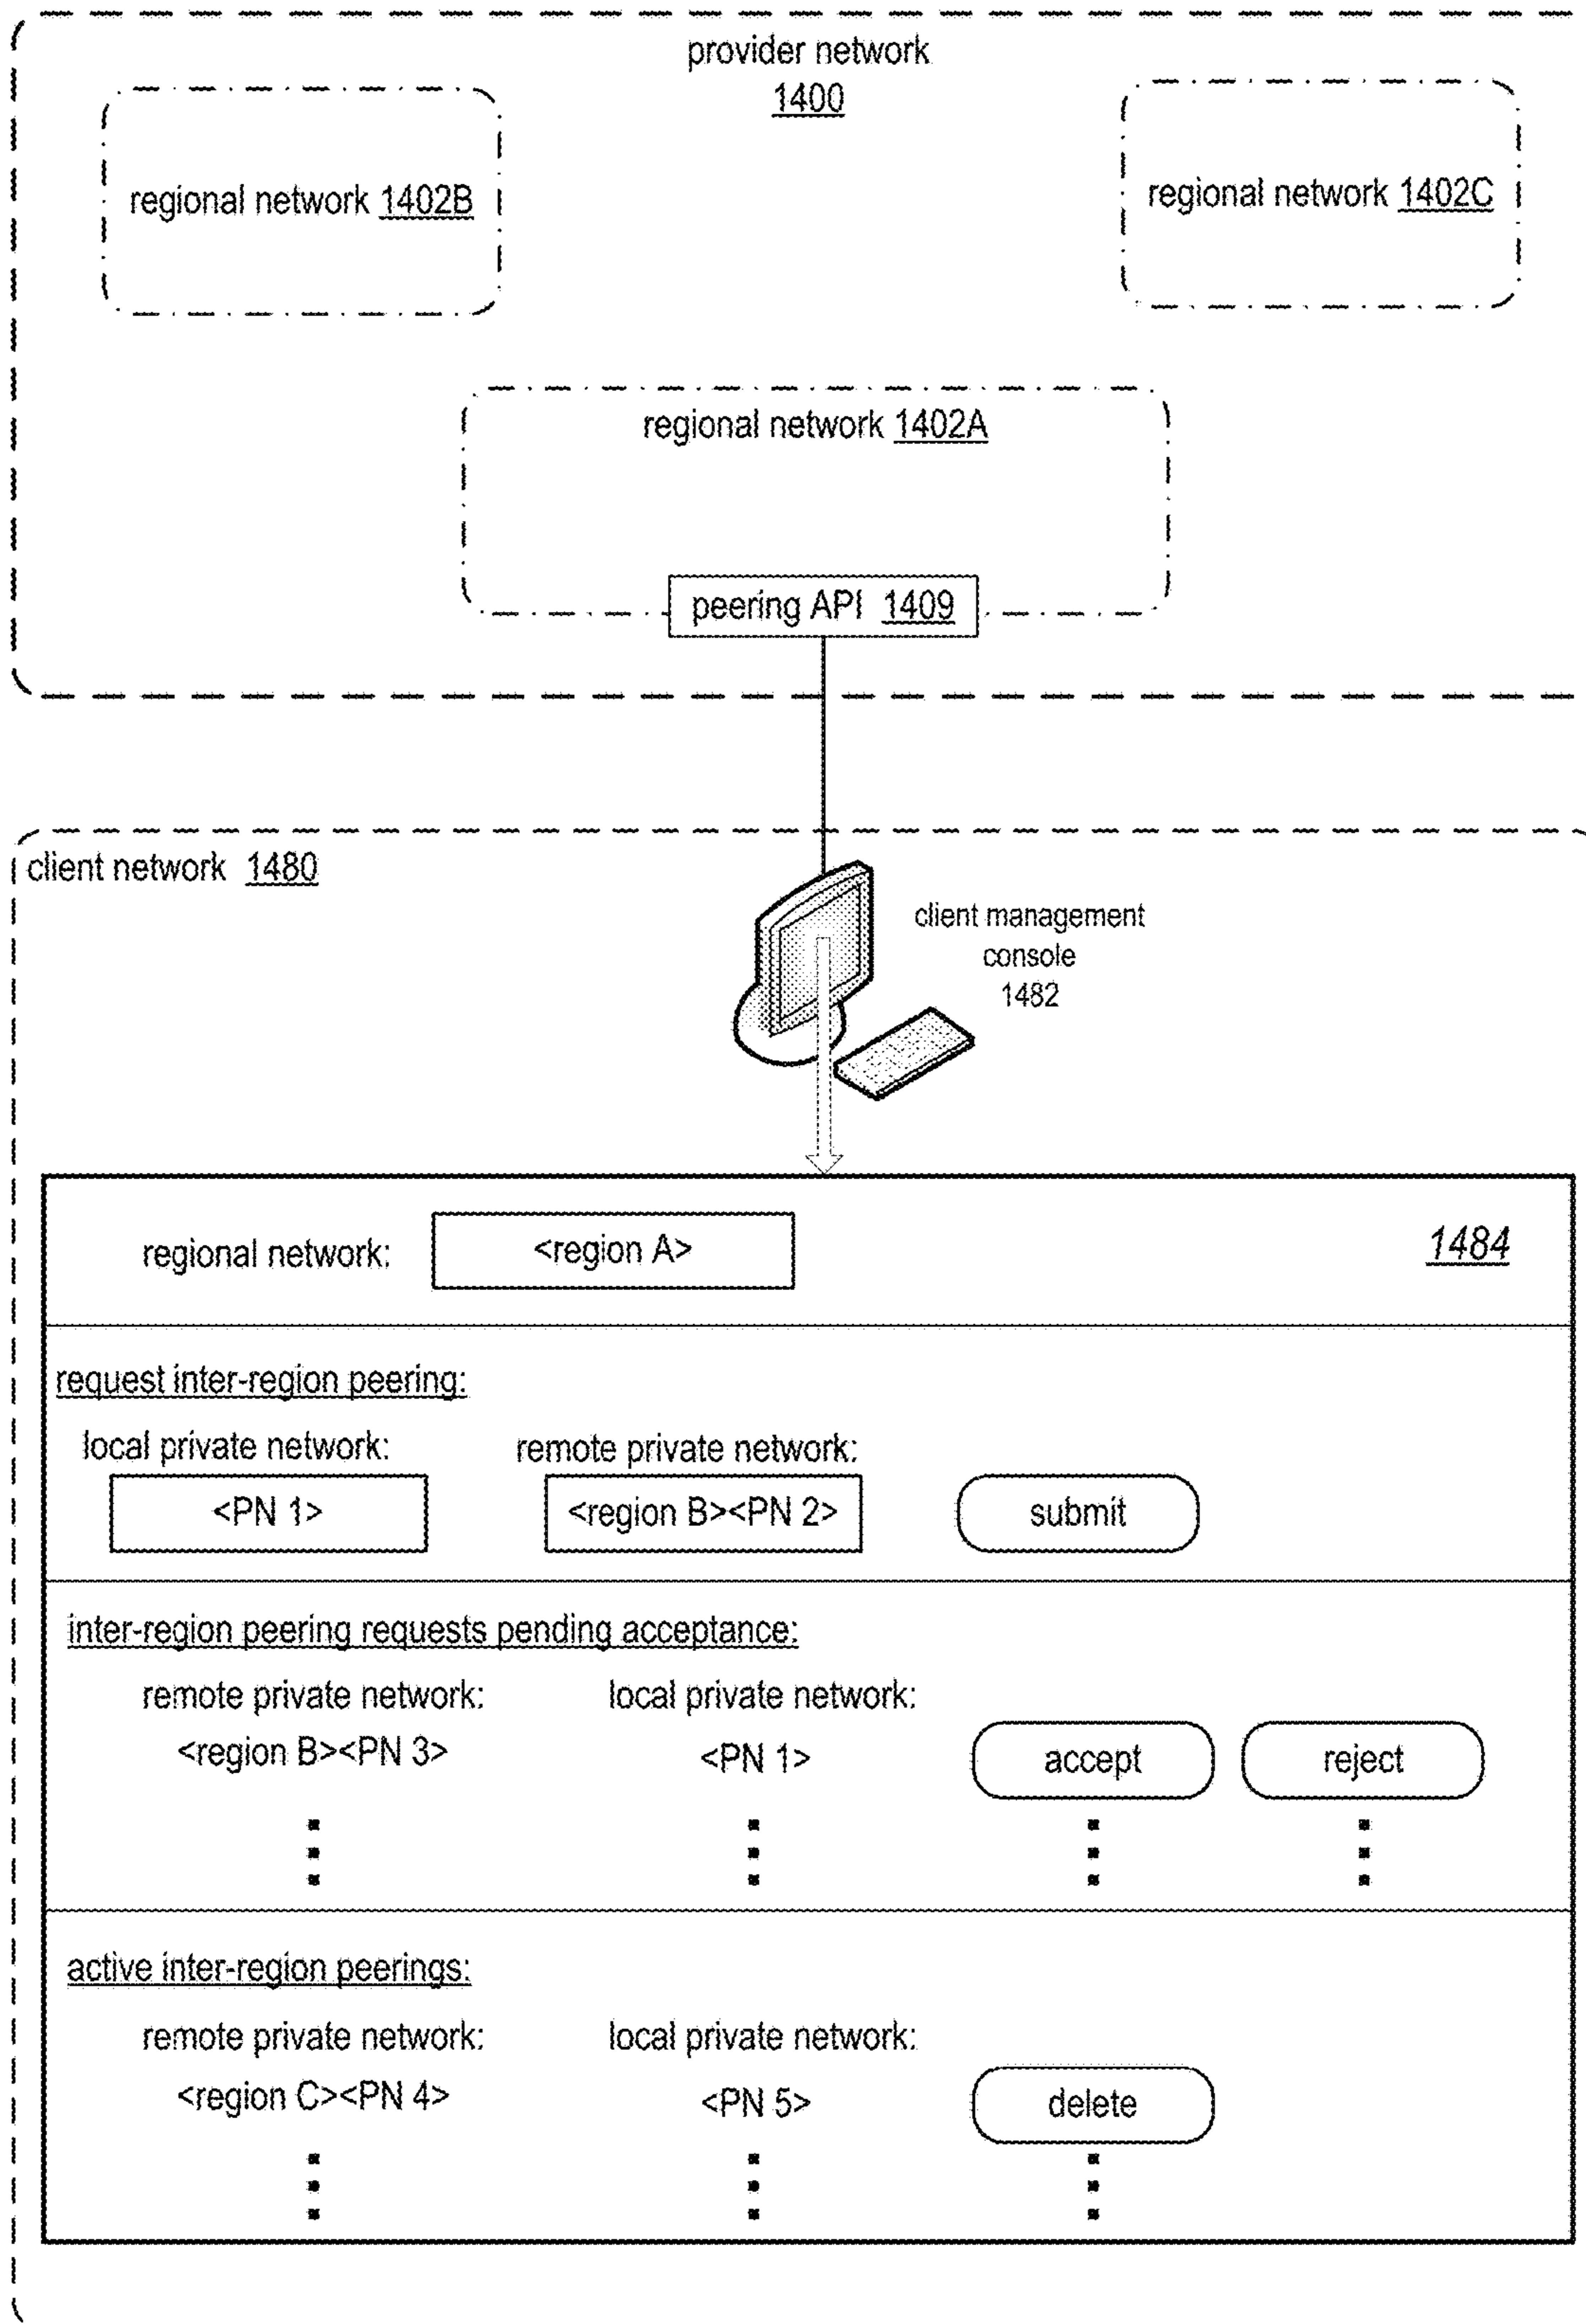 provider network
1400
regional network 1402B
regional network 1402C
regional network 1402A
peering API 1409
client network 1480
client management
console
1482
regional network: <region A>
1484
request inter-region peering:
local private network: remote private network:
<PN 1> <region B><PN 2> submit
inter-region peering requests pending acceptance:
remote private network: local private network:
<region B><PN 3> <PN 1> accept reject
active inter-region peerings:
remote private network: local private network:
<region C><PN 4> <PN 5> delete